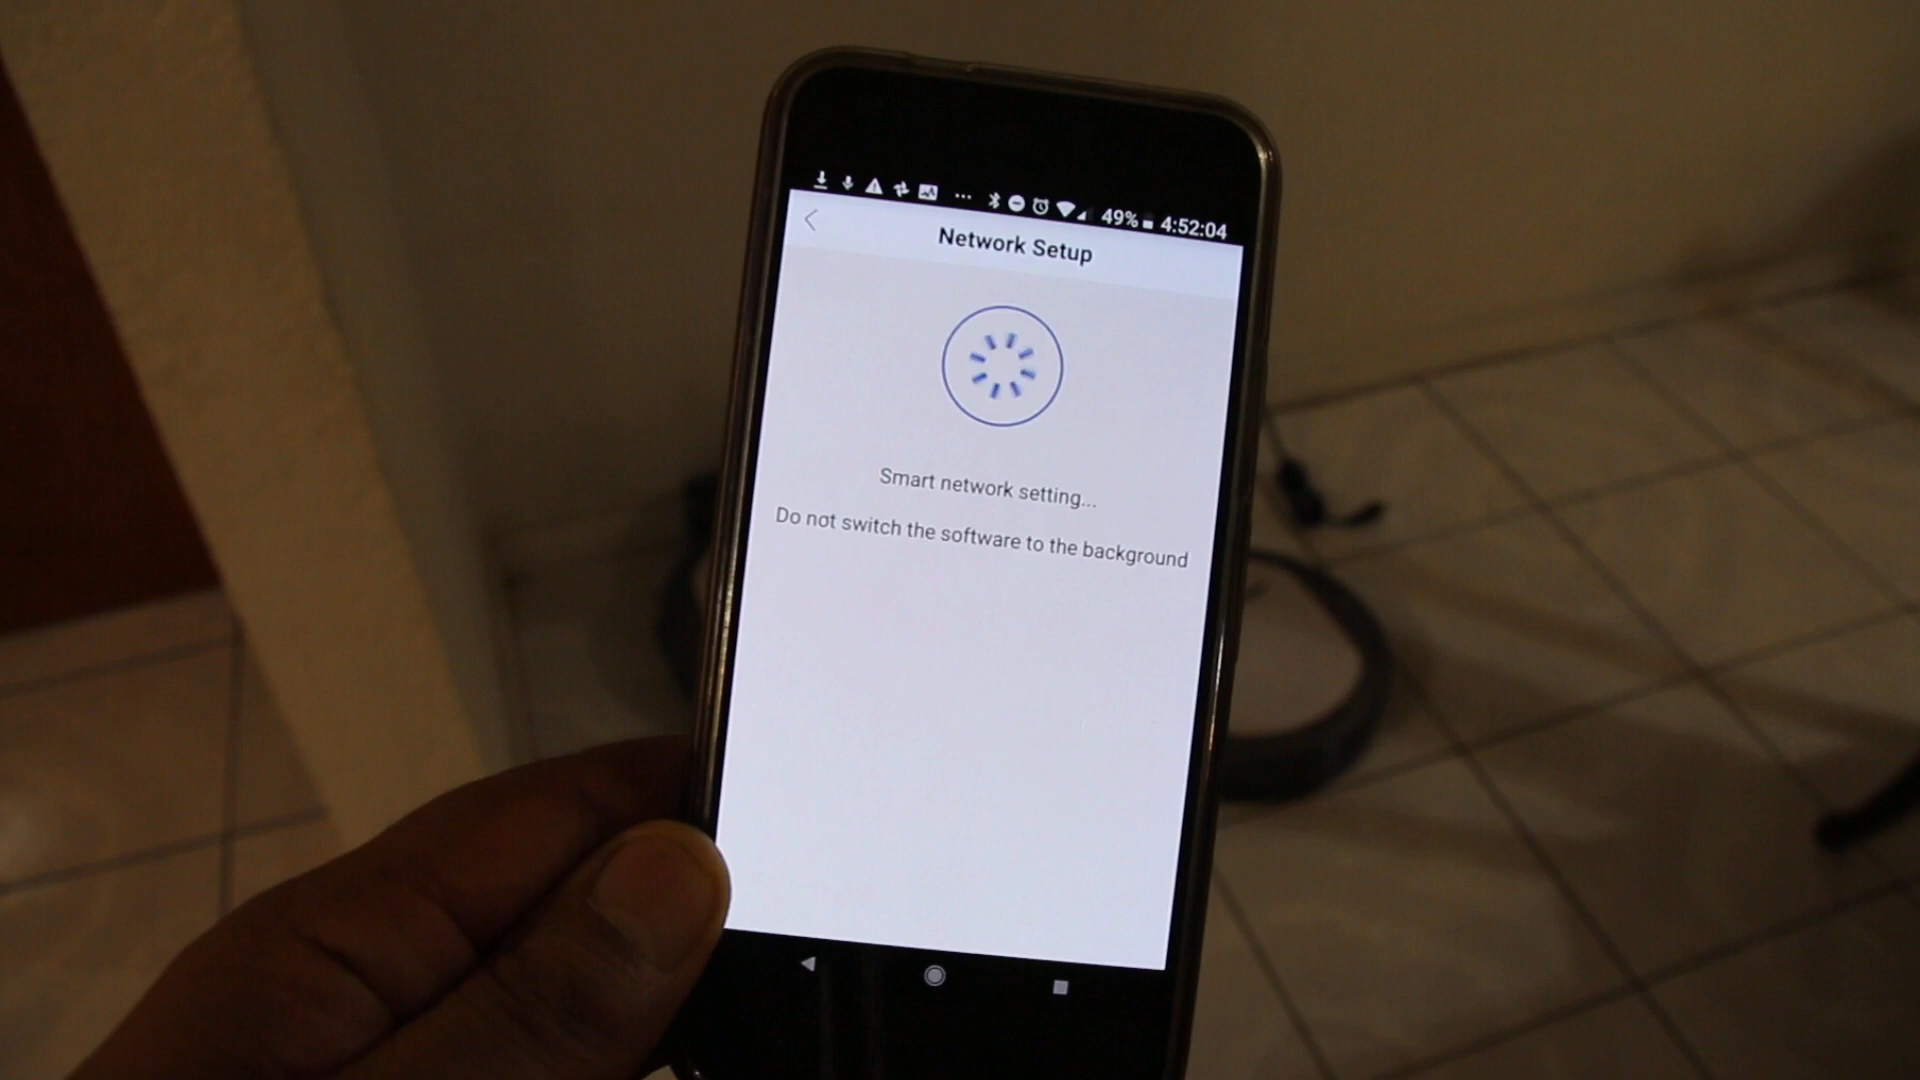 49% 4:52:04
Network Setup
Smart network setting...
Do not switch the software to the background